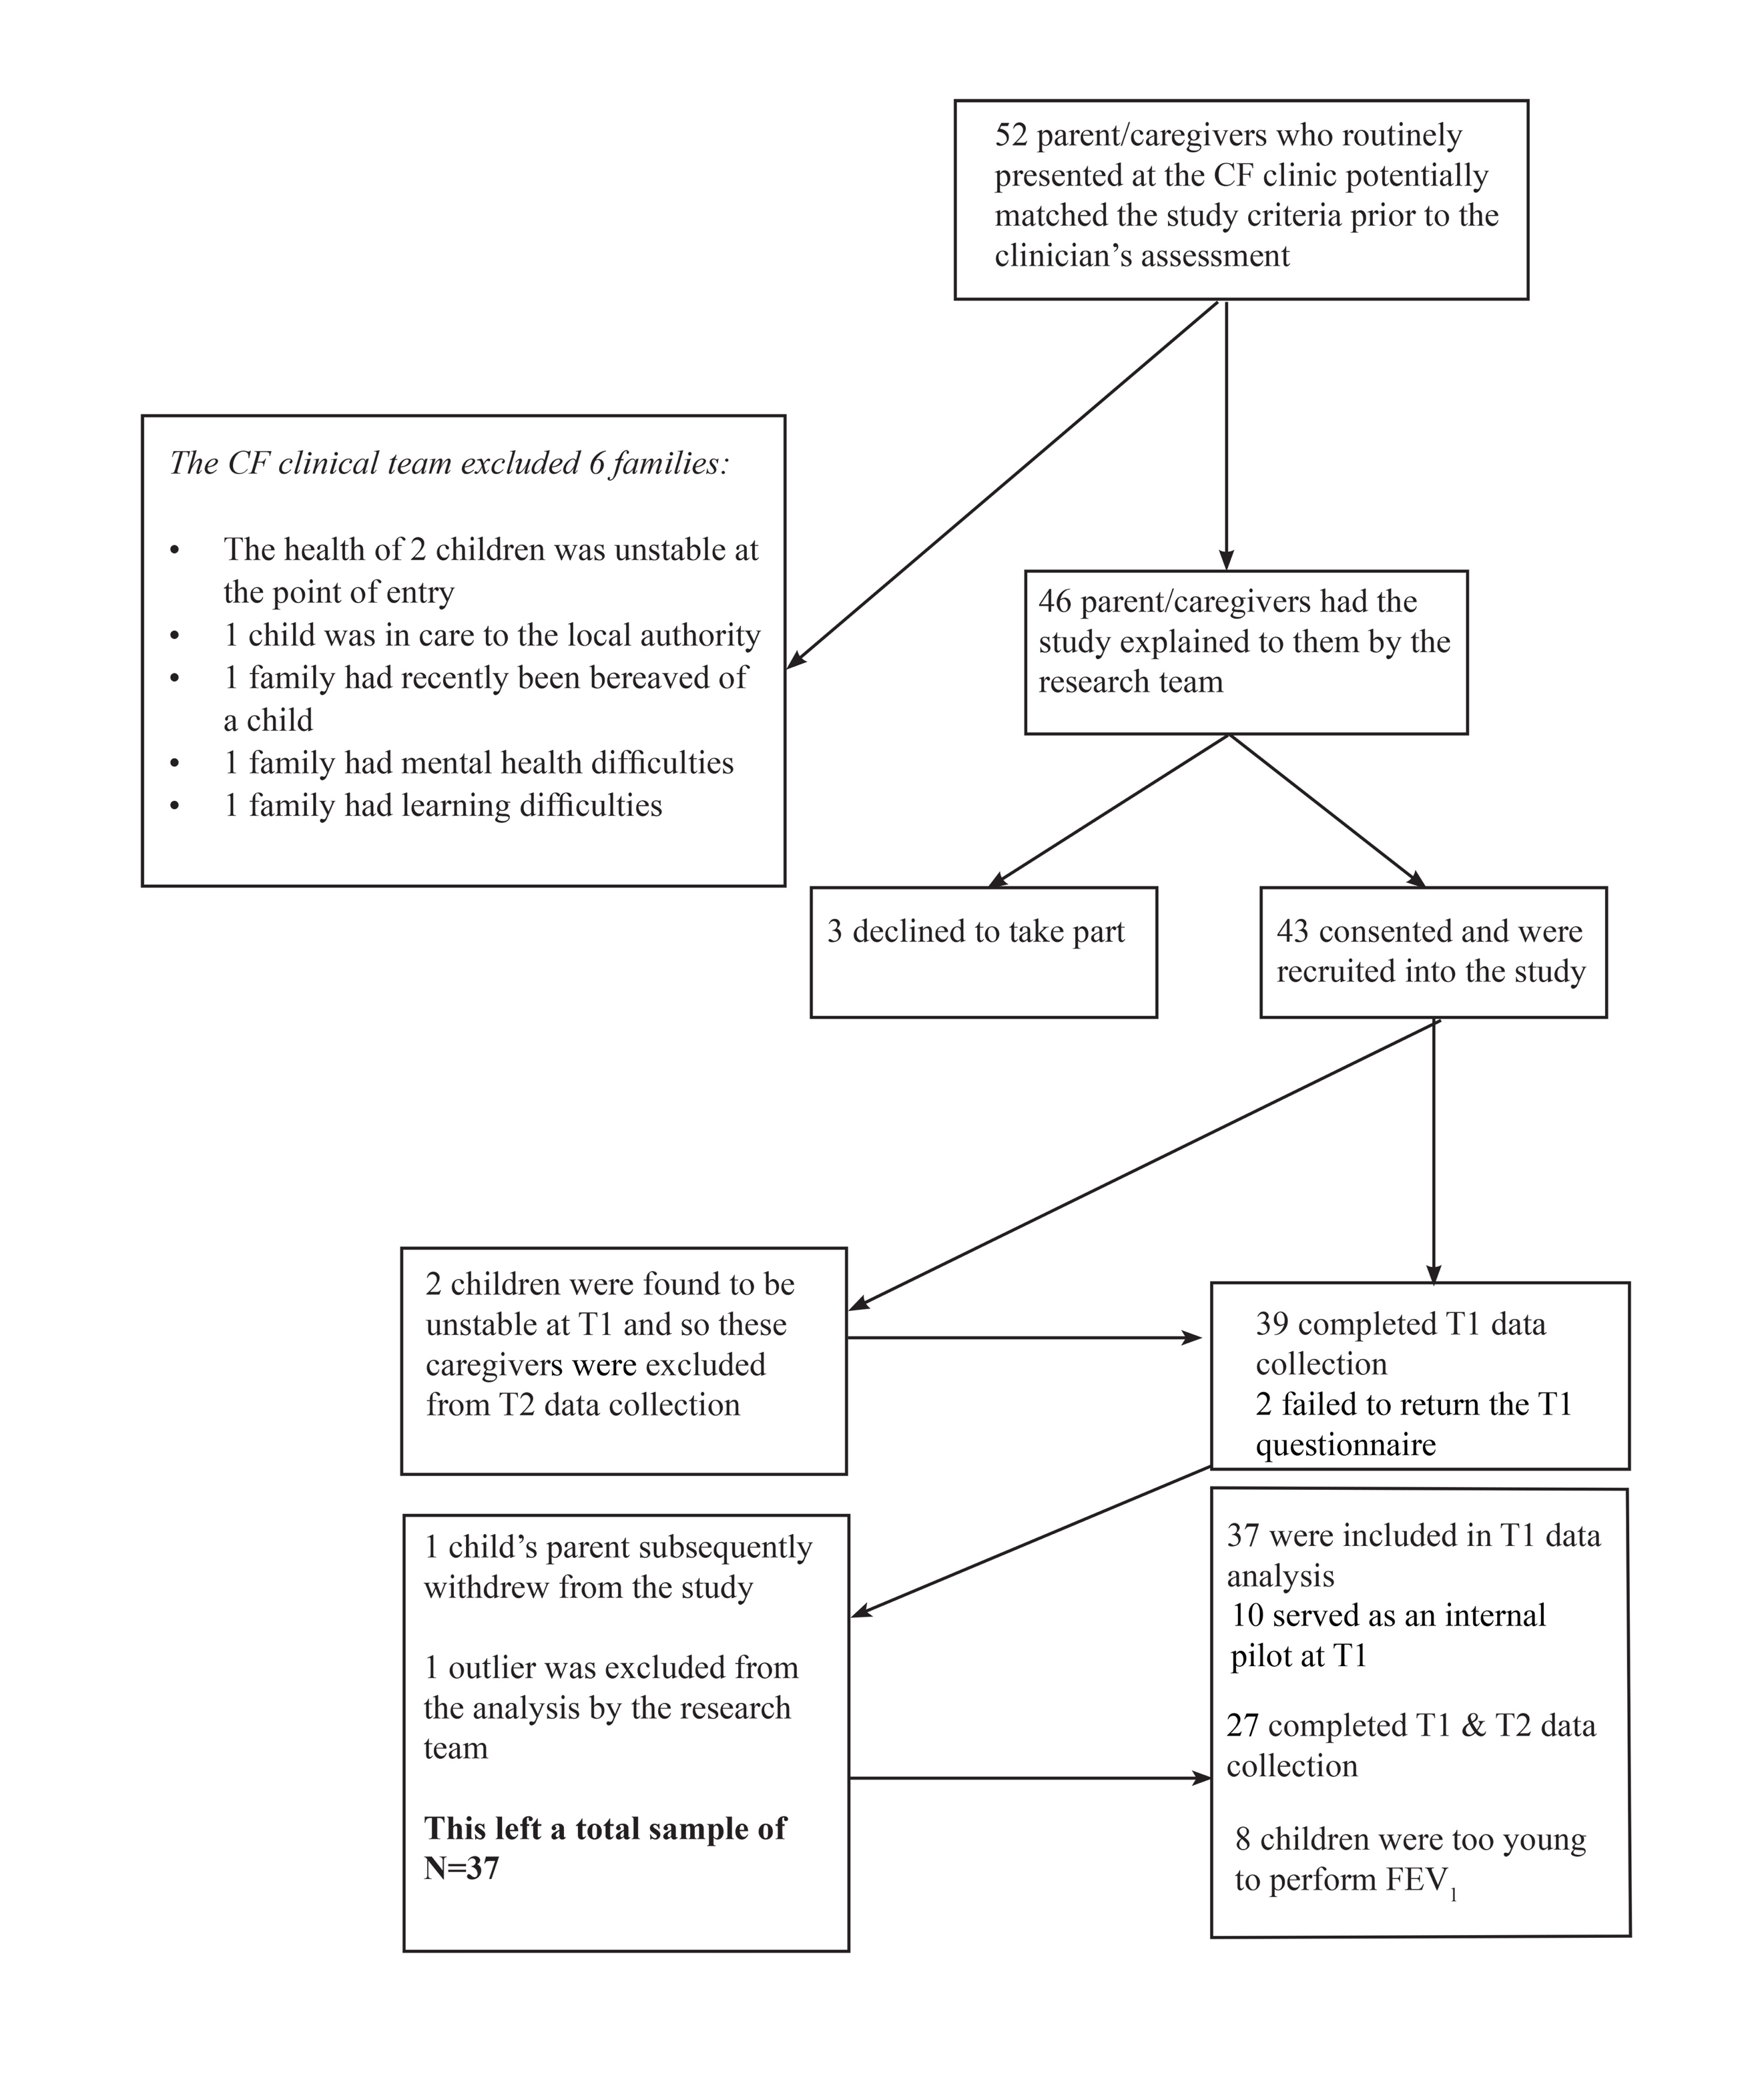 52 parent/caregivers who routinely
presented at the CF clinic potentially
matched the study criteria prior to the
clinician’s assessment
The CF clinical team excluded 6 families:
• The health of 2 children was unstable at
the point of entry
• 1 child was in care to the local authority
• 1 family had recently been bereaved of
a child
• 1 family had mental health difficulties
• 1 family had learning difficulties
46 parent/caregivers had the
study explained to them by the
research team
3 declined to take part
43 consented and were
recruited into the study
2 children were found to be
unstable at T1 and so these
caregivers were excluded
from T2 data collection
39 completed T1 data
collection
2 failed to return the T1
questionnaire
1 child’s parent subsequently
withdrew from the study
1 outlier was excluded from
the analysis by the research
team
This left a total sample of
N=37
37 were included in T1 data
analysis
10 served as an internal
pilot at T1
27 completed T1 & T2 data
collection
8 children were too young
to perform FEV1